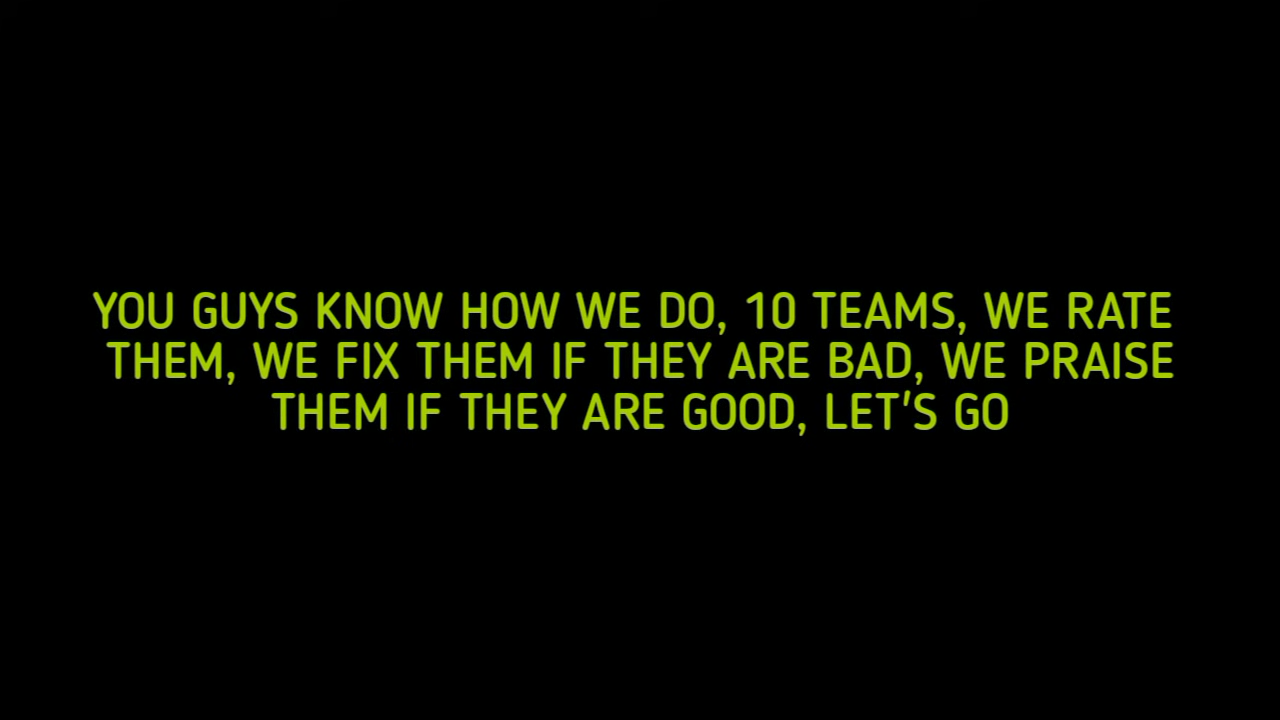 YOU GUYS KNOW HOW WE DO, 10 TEAMS, WE RATE
THEM, WE FIX THEM IF THEY ARE BAD, WE PRAISE
THEM IF THEY ARE GOOD, LET'S GO